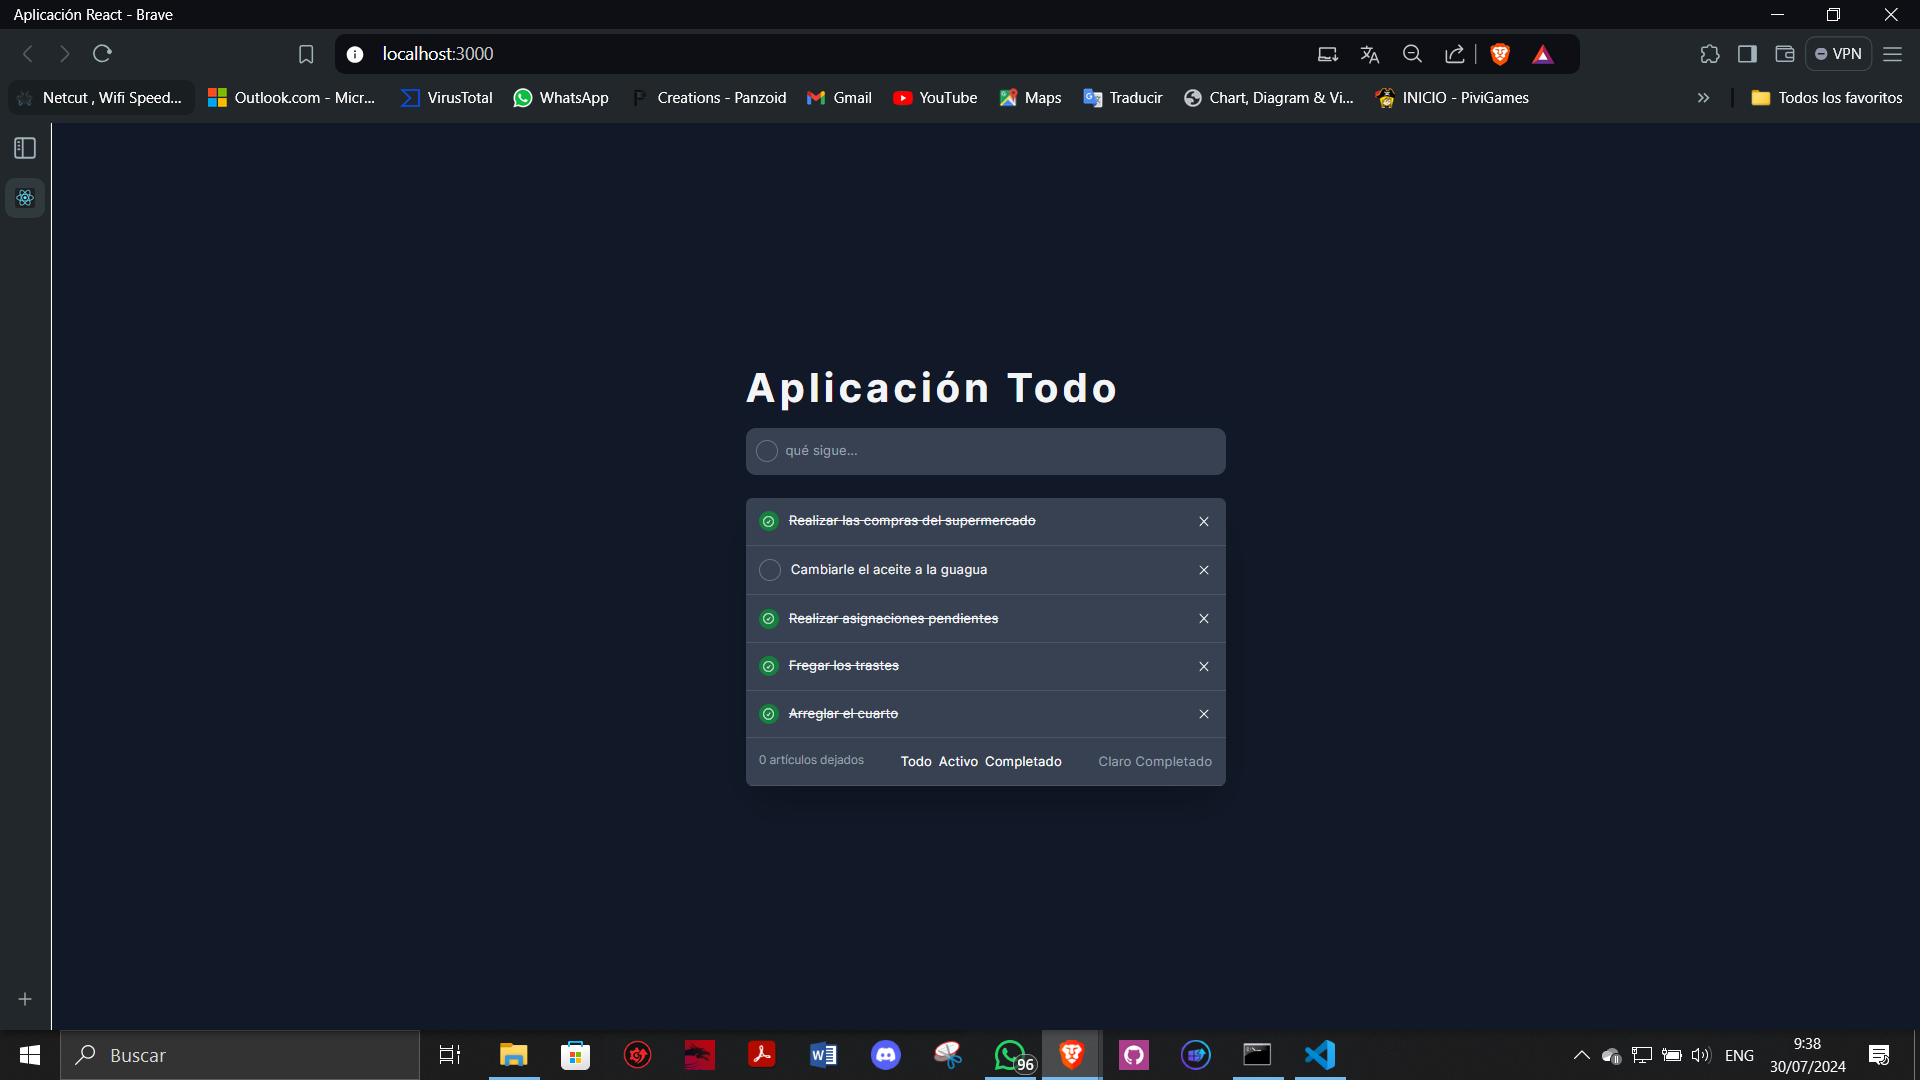 Aplicación React - Brave
localhost:3000
VPN
Netcut , Wifi Speed...
Outlook.com - Micr...
VirusTotal
WhatsApp
Creations - Panzoid
Gmail
YouTube
Maps
Traducir
Chart, Diagram & Vi...
INICIO - PiviGames
Todos los favoritos
Aplicación Todo
qué sigue...
Realizar las compras del supermercado
Cambiarle el aceite a la guagua
Realizar asignaciones pendientes
Fregar los trastes
Arreglar el cuarto
0 artículos dejados
Todo Activo Completado
Claro Completado
Buscar
96
ENG
9:38
30/07/2024